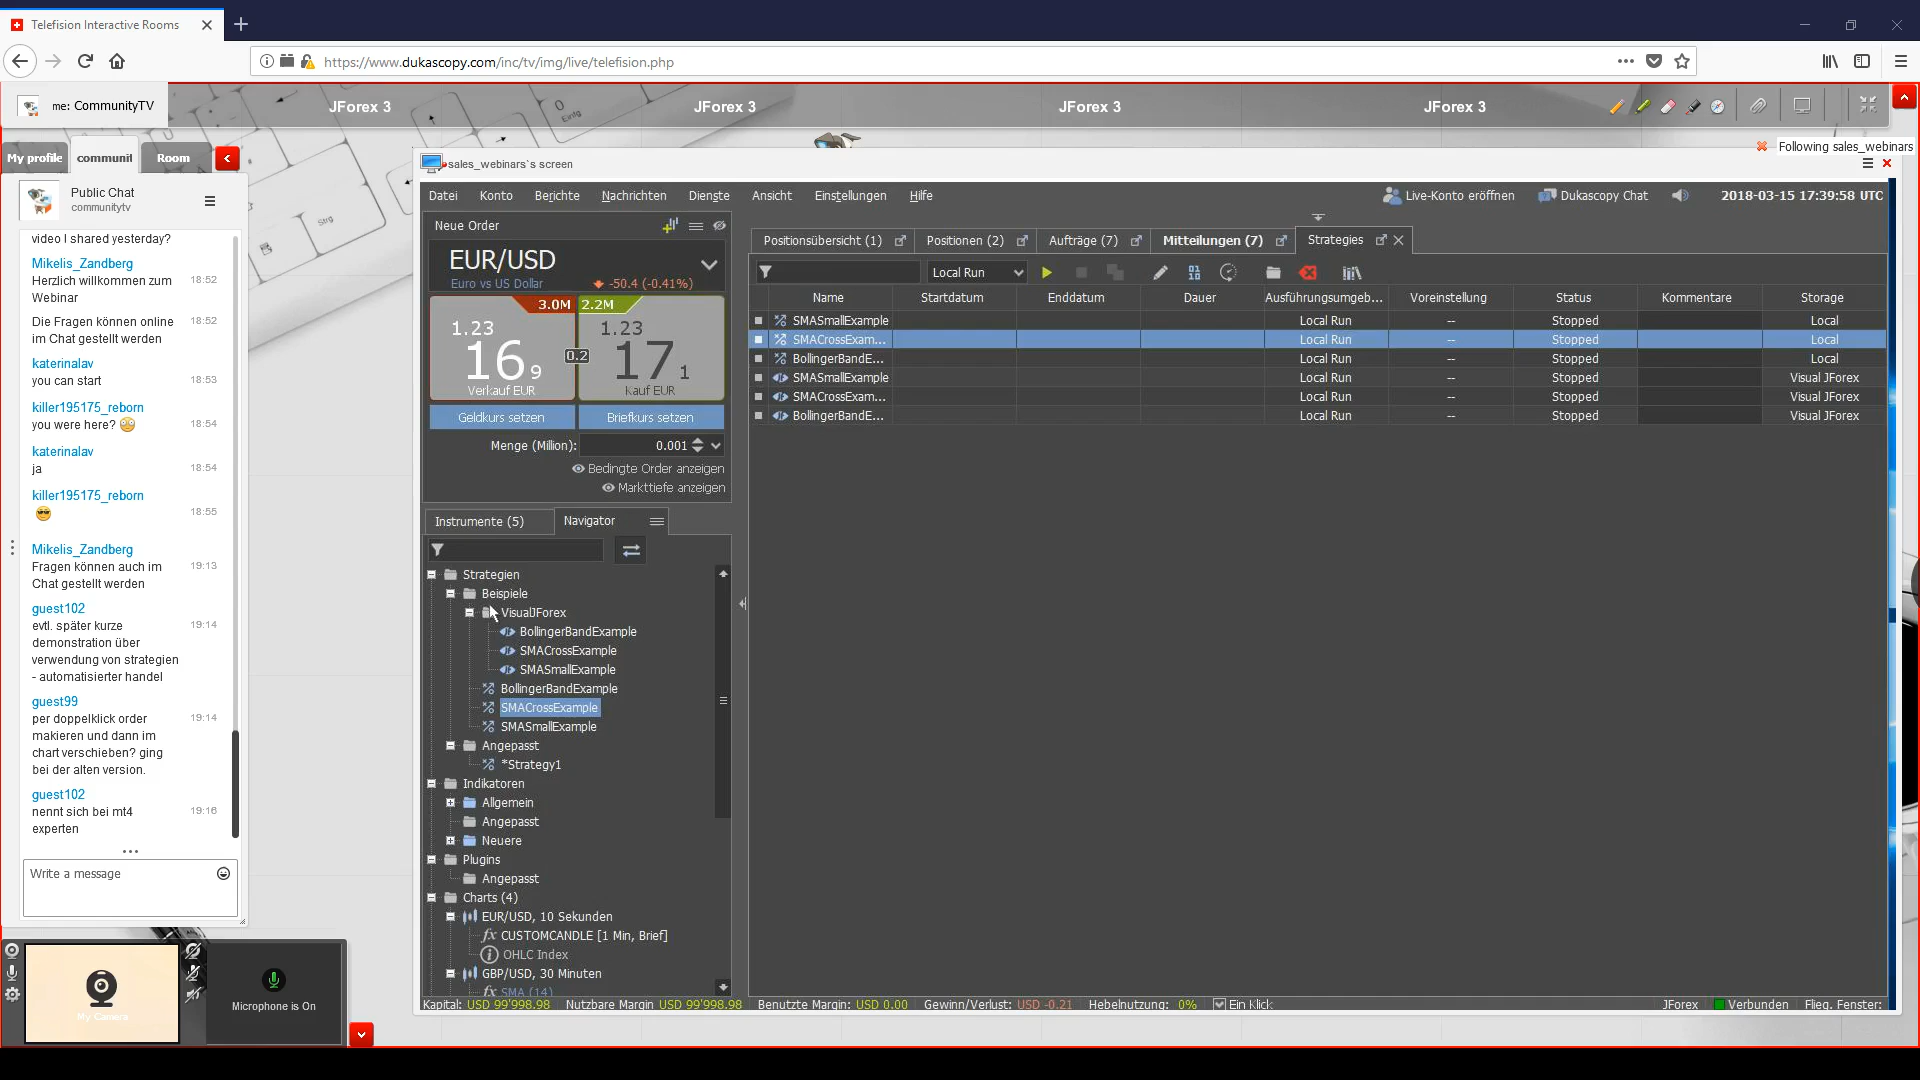 Telefision Interactive Rooms
https://www.dukascopy.com/inc/tv/img/live/telefision.php
me: CommunityTV
JForex 3
JForex 3
JForex 3
JForex 3
Following sales_webinars
My profile
communit
Room
Public Chat
communitytv
video I shared yesterday?
Mikelis_Zandberg
Herzlich willkommen zum 18:52
Webinar
Die Fragen können online 18:52
im Chat gestellt werden
katerinalav
you can start 18:53
killer195175_reborn
you were here? 18:54
katerinalav
ja 18:54
killer195175_reborn
18:55
Mikelis_Zandberg
Fragen können auch im 19:13
Chat gestellt werden
guest102
evtl. später kurze 19:14
demonstration über
verwendung von strategien
- automatisierter handel
guest99
per doppelklick order 19:14
makieren und dann im
chart verschieben? ging
bei der alten version.
guest102
nennt sich bei mt4 19:16
experten
Write a message
My Camera
Microphone is On
sales_webinars`s screen
Datei Konto Berichte Nachrichten Dienste Ansicht Einstellungen Hilfe
Live-Konto eröffnen Dukascopy Chat 2018-03-15 17:39:58 UTC
Neue Order
EUR/USD
Euro vs US Dollar -50.4 (-0.41%)
3.0M 2.2M
1.23 1.23
16 9 0.2 17 1
Verkauf EUR Kauf EUR
Geldkurs setzen Briefkurs setzen
Menge (Million): 0.001
Bedingte Order anzeigen
Markttiefe anzeigen
Instrumente (5) Navigator
Strategien
Beispiele
VisualJForex
BollingerBandExample
SMACrossExample
SMASmallExample
BollingerBandExample
SMACrossExample
SMASmallExample
Angepasst
*Strategy1
Indikatoren
Allgemein
Angepasst
Neuere
Plugins
Angepasst
Charts (4)
EUR/USD, 10 Sekunden
fx CUSTOMCANDLE [1 Min, Brief]
OHLC Index
GBP/USD, 30 Minuten
fx SMA (14)
Positionsübersicht (1) Positionen (2) Aufträge (7) Mitteilungen (7) Strategies
Local Run
Name Startdatum Enddatum Dauer Ausführungsumgeb... Voreinstellung Status Kommentare Storage
SMASmallExample Local Run -- Stopped Local
SMACrossExam... Local Run -- Stopped Local
BollingerBandE... Local Run -- Stopped Local
SMASmallExample Local Run -- Stopped Visual JForex
SMACrossExam... Local Run -- Stopped Visual JForex
BollingerBandE... Local Run -- Stopped Visual JForex
Kapital: USD 99'998.98 Nutzbare Margin USD 99'998.98 Benutzte Margin: USD 0.00 Gewinn/Verlust: USD -0.21 Hebelnutzung: 0% Ein Klick JForex Verbunden Flieg. Fenster: